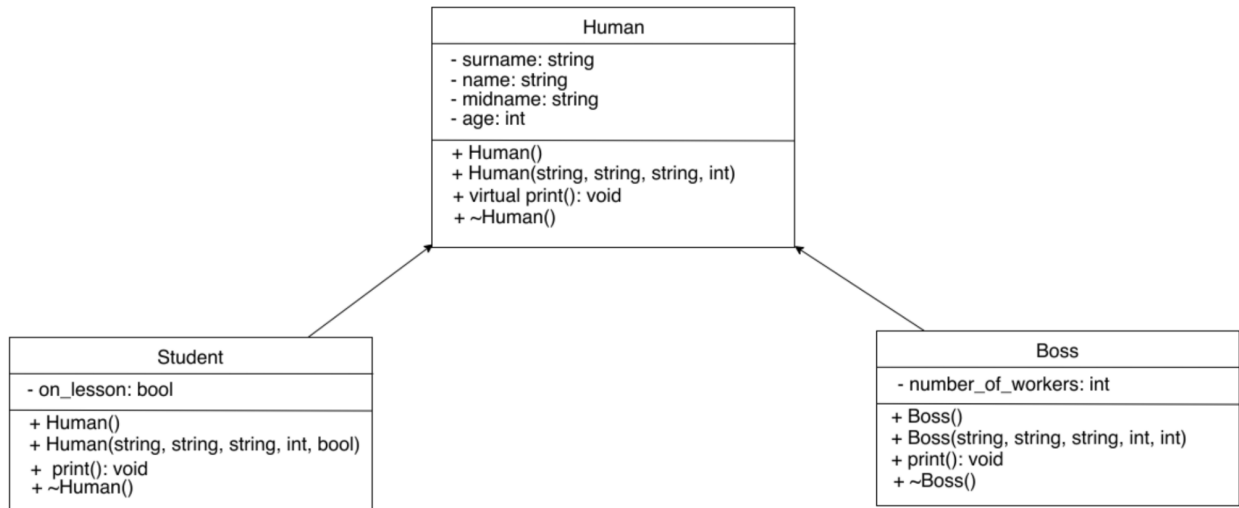 Human
- surname: string
- name: string
- midname: string
- age: int
+ Human()
+ Human(string, string, string, int)
+ virtual print(): void
+ ~Human()
Student
- on_lesson: bool
+ Human()
+ Human(string, string, string, int, bool)
+ print(): void
+ ~Human()
Boss
- number_of_workers: int
+ Boss()
+ Boss(string, string, string, int, int)
+ print(): void
+ ~Boss()